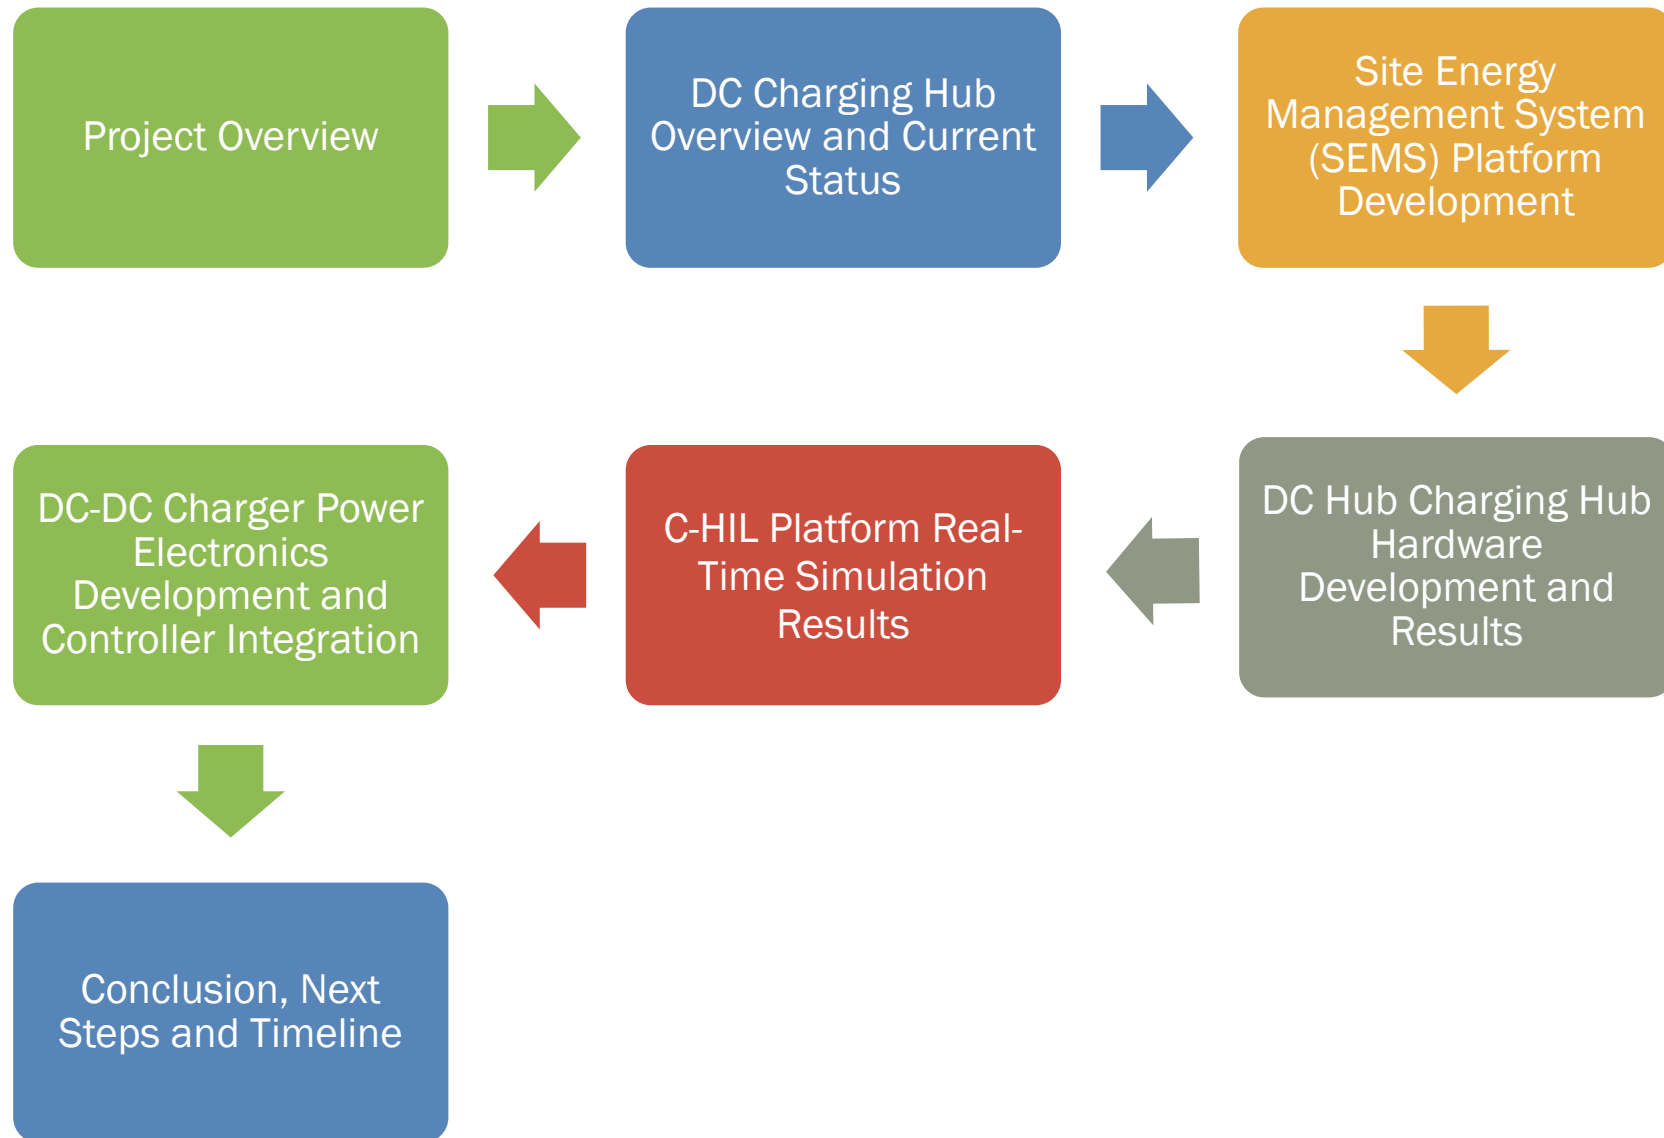 Project Overview
DC Charging Hub
Overview and Current
Status
Site Energy
Management System
(SEMS) Platform
Development
DC Hub Charging Hub
Hardware
Development and
Results
C-HIL Platform Real-
Time Simulation
Results
DC-DC Charger Power
Electronics
Development and
Controller Integration
Conclusion, Next
Steps and Timeline